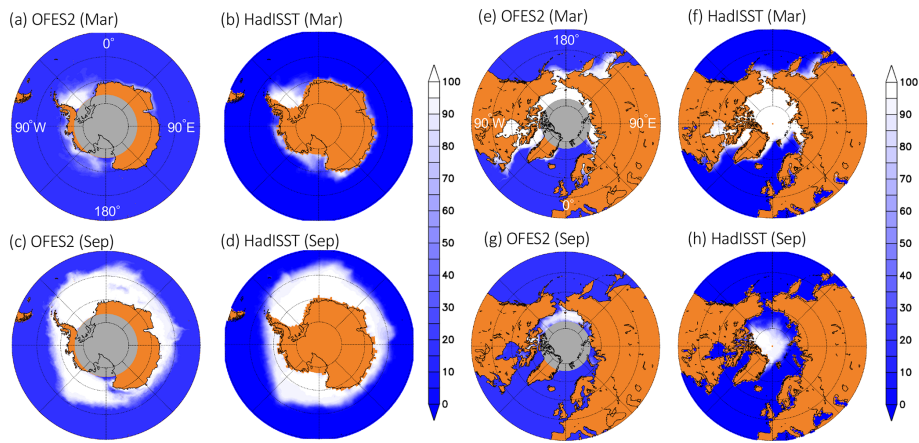 (a) OFES2 (Mar)
(b) HadISST (Mar)
(e) OFES2 (Mar)
(f) HadISST (Mar)
0°
90°W
90°E
180°
180°
90°W
90°E
0°
100
90
80
70
60
50
40
30
20
10
0
100
90
80
70
60
50
40
30
20
10
0
(c) OFES2 (Sep)
(d) HadISST (Sep)
(g) OFES2 (Sep)
(h) HadISST (Sep)